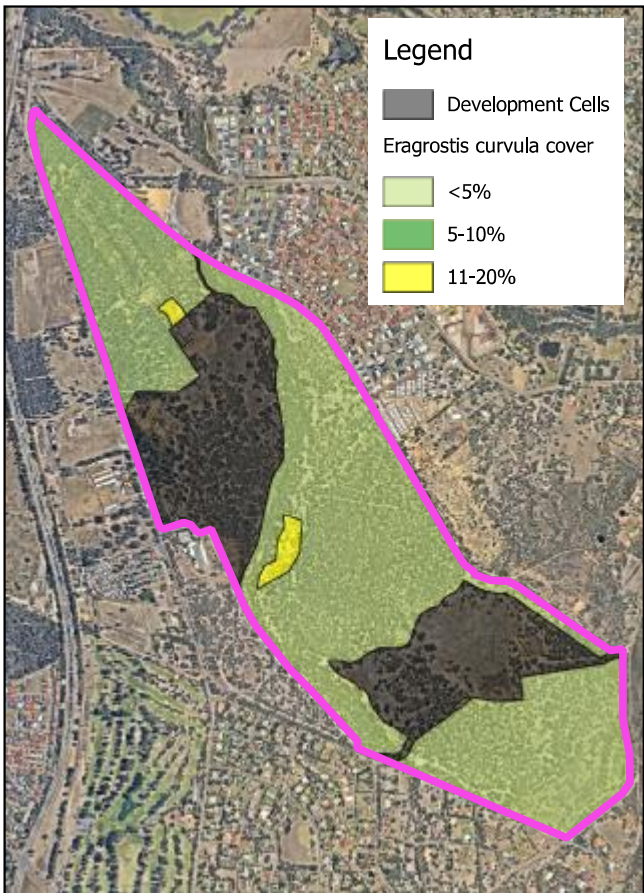 Legend
Development Cells
Eragrostis curvula cover
<5%
5-10%
11-20%